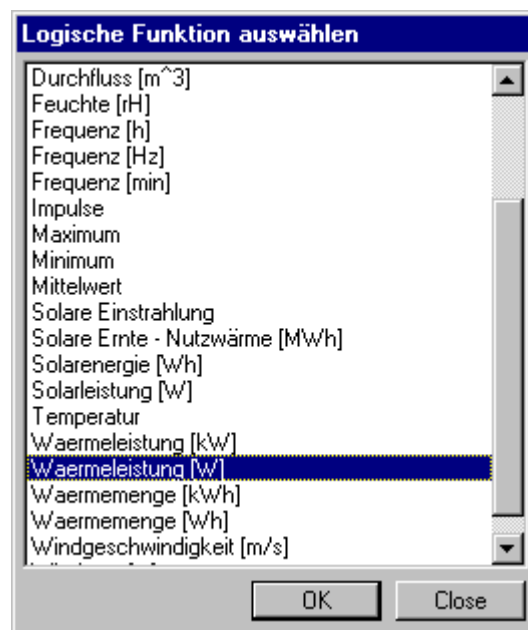 Logische Funktion auswählen
Durchfluss [m^3]
Feuchte [rH]
Frequenz [h]
Frequenz [Hz]
Frequenz [min]
Impulse
Maximum
Minimum
Mittelwert
Solare Einstrahlung
Solare Ernte - Nutzwärme [MWh]
Solarenergie [Wh]
Solarleistung [W]
Temperatur
Waermeleistung [kW]
Waermeleistung [W]
Waermemenge [kWh]
Waermemenge [Wh]
Windgeschwindigkeit [m/s]
OK Close